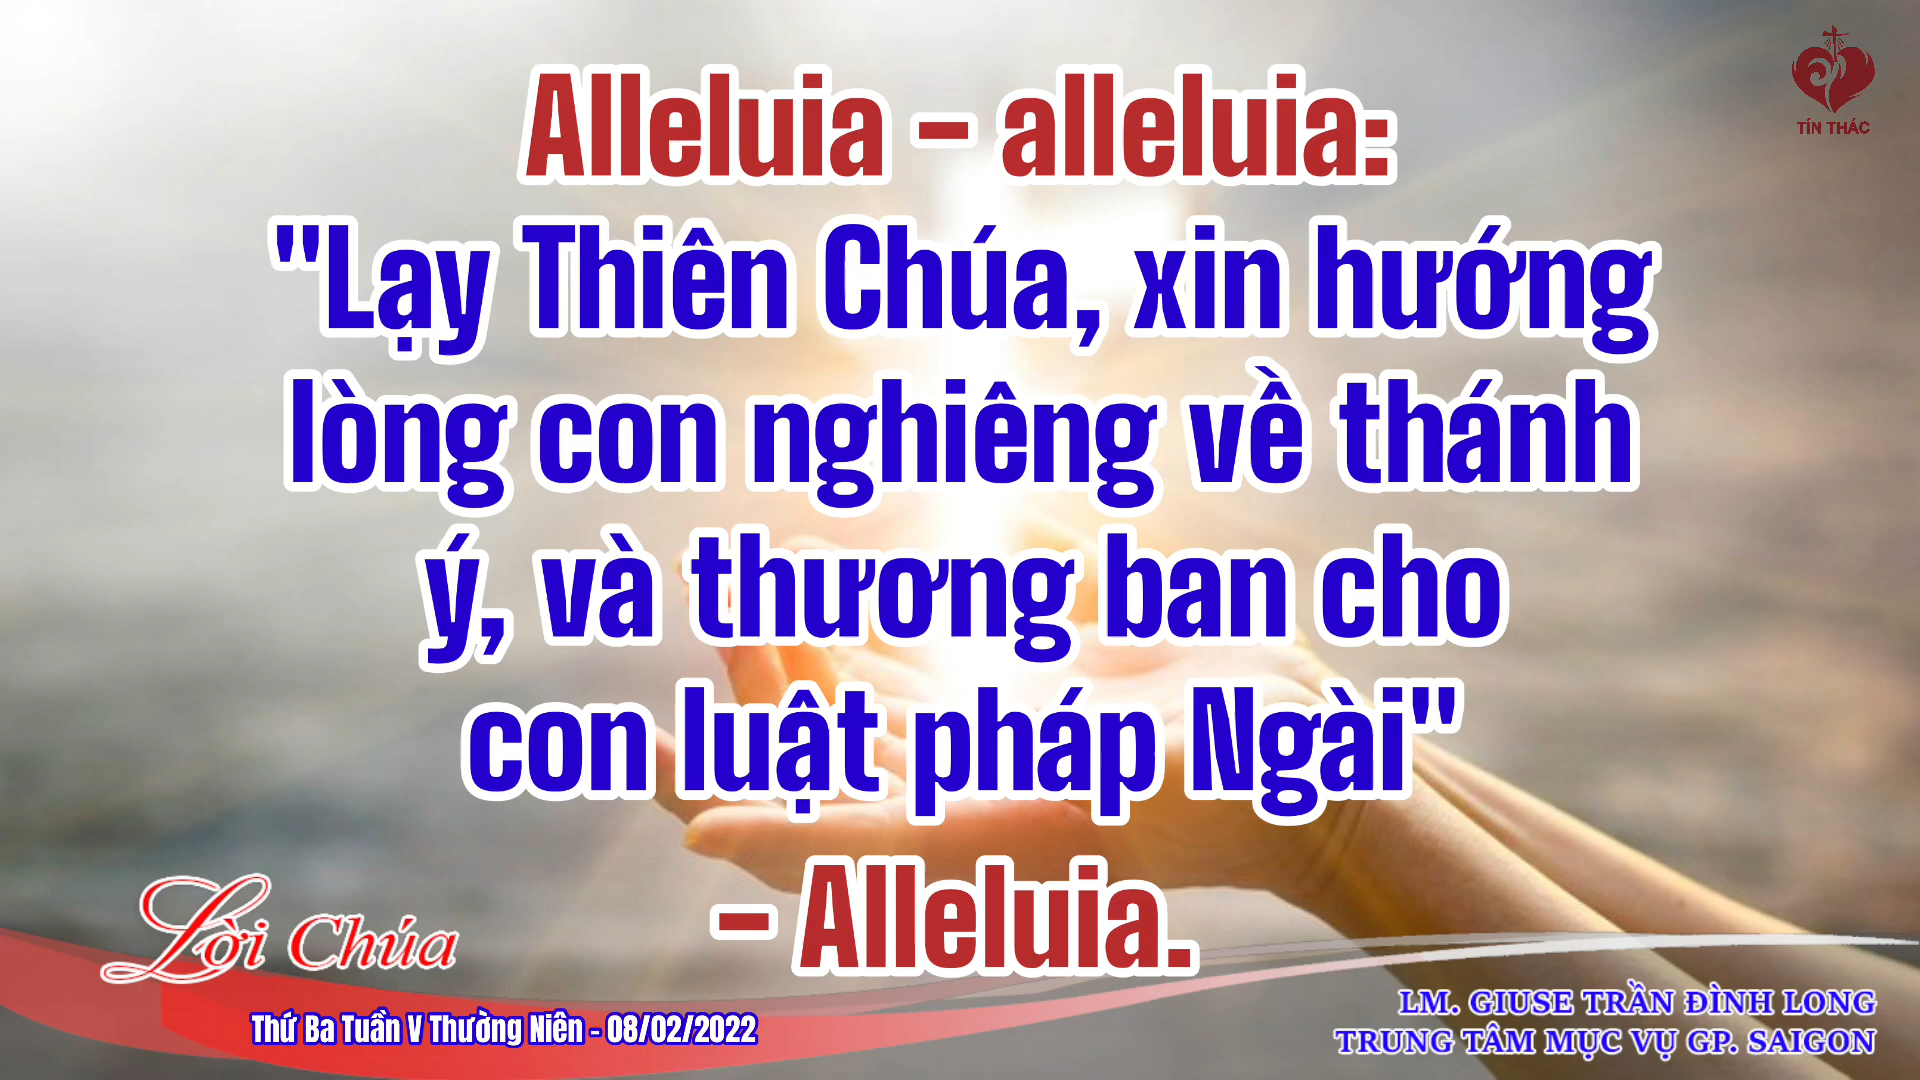 TÍN THÁC
Alleluia - alleluia:
"Lạy Thiên Chúa, xin hướng
lòng con nghiêng về thánh
ý, và thương ban cho
con luật pháp Ngài"
- Alleluia.
Lời Chúa
Thứ Ba Tuần V Thường Niên - 08/02/2022
LM. GIUSE TRẦN ĐÌNH LONG
TRUNG TÂM MỤC VỤ GP. SAIGON